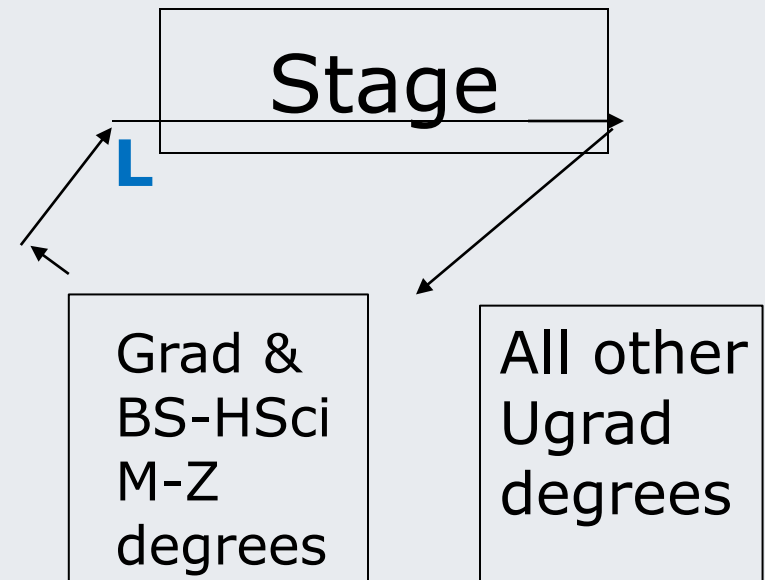 Stage
L
Grad &
BS-HSci
M-Z
degrees
All other
Ugrad
degrees